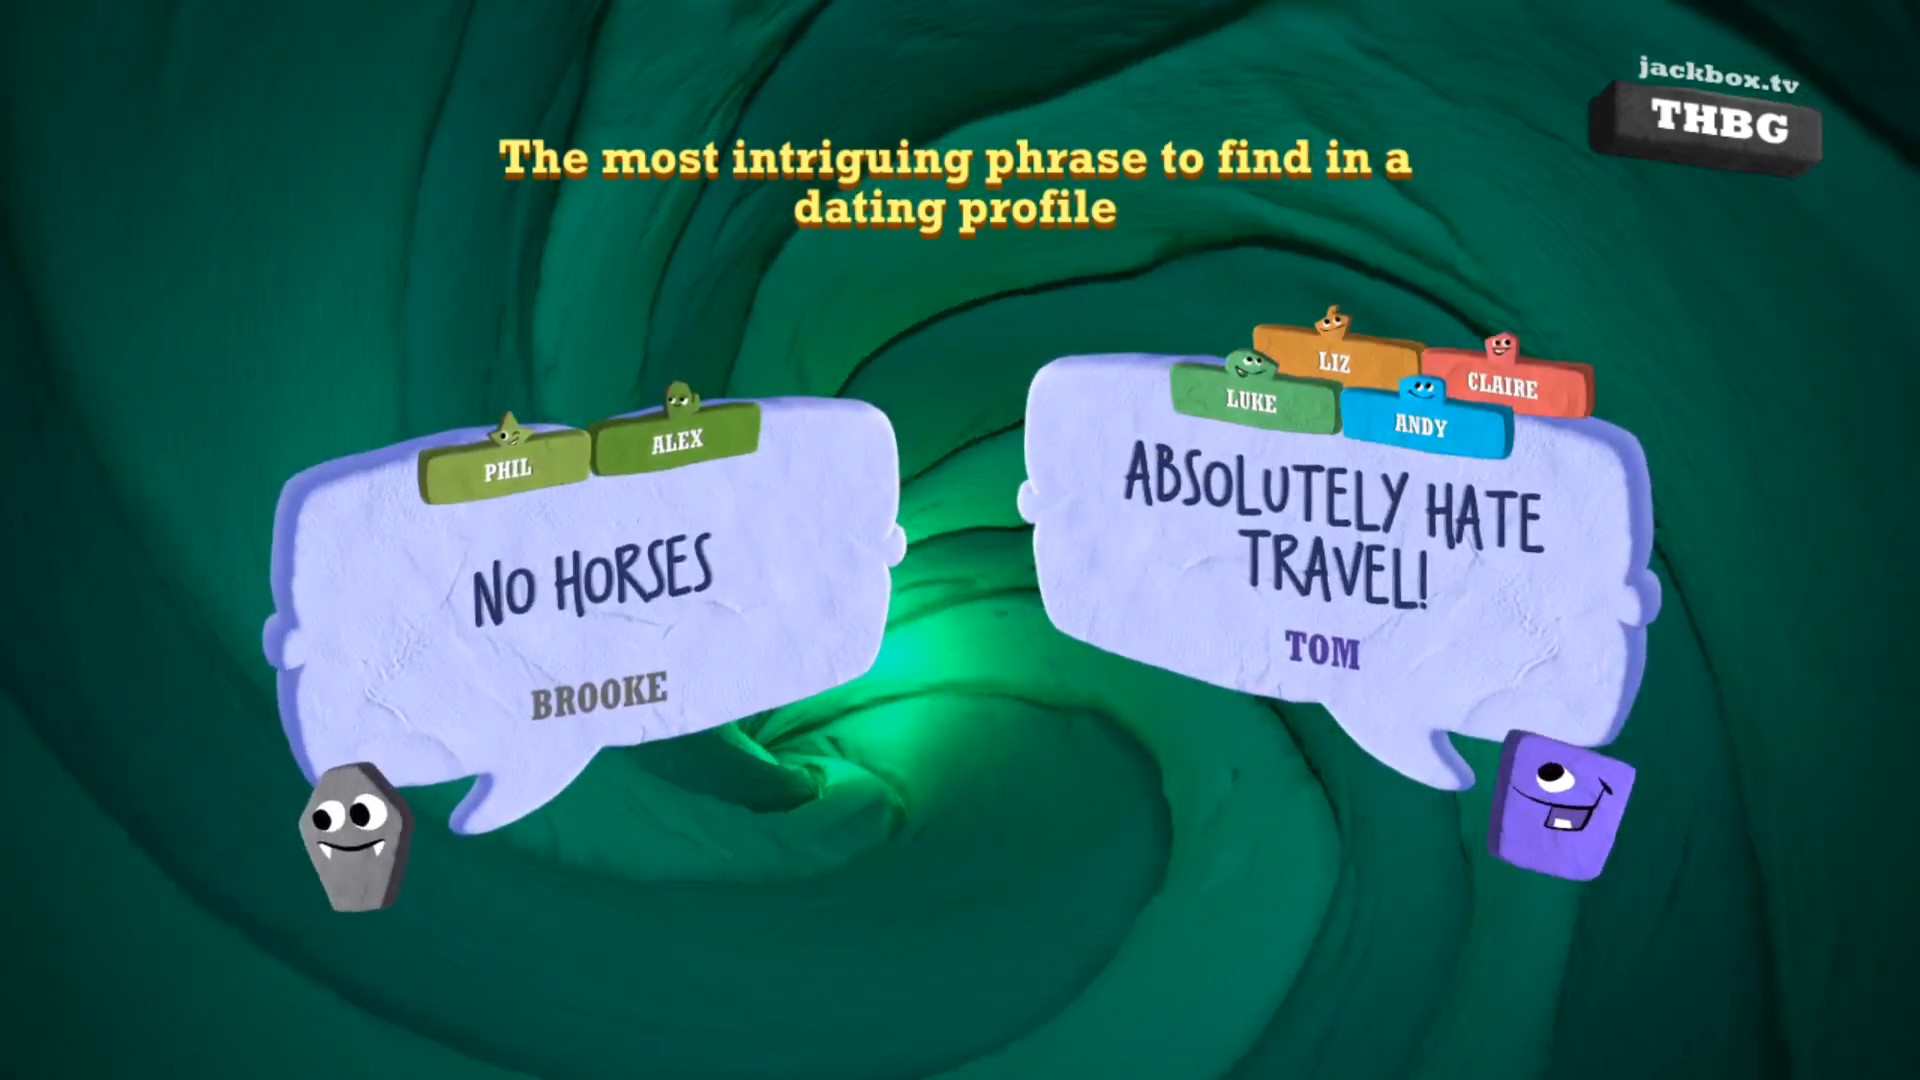 jackbox.tv
THBG
The most intriguing phrase to find in a
dating profile
PHIL
ALEX
NO HORSES
BROOKE
LIZ
CLAIRE
LUKE
ANDY
ABSOLUTELY HATE
TRAVEL!
TOM